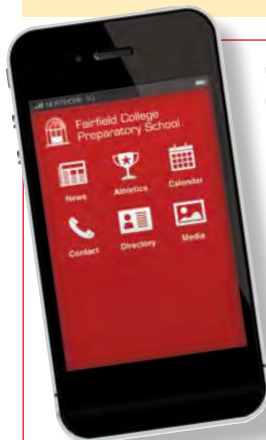 Fairfield College
Preparatory School
News
Athletics
Calendar
Contact
Directory
Media